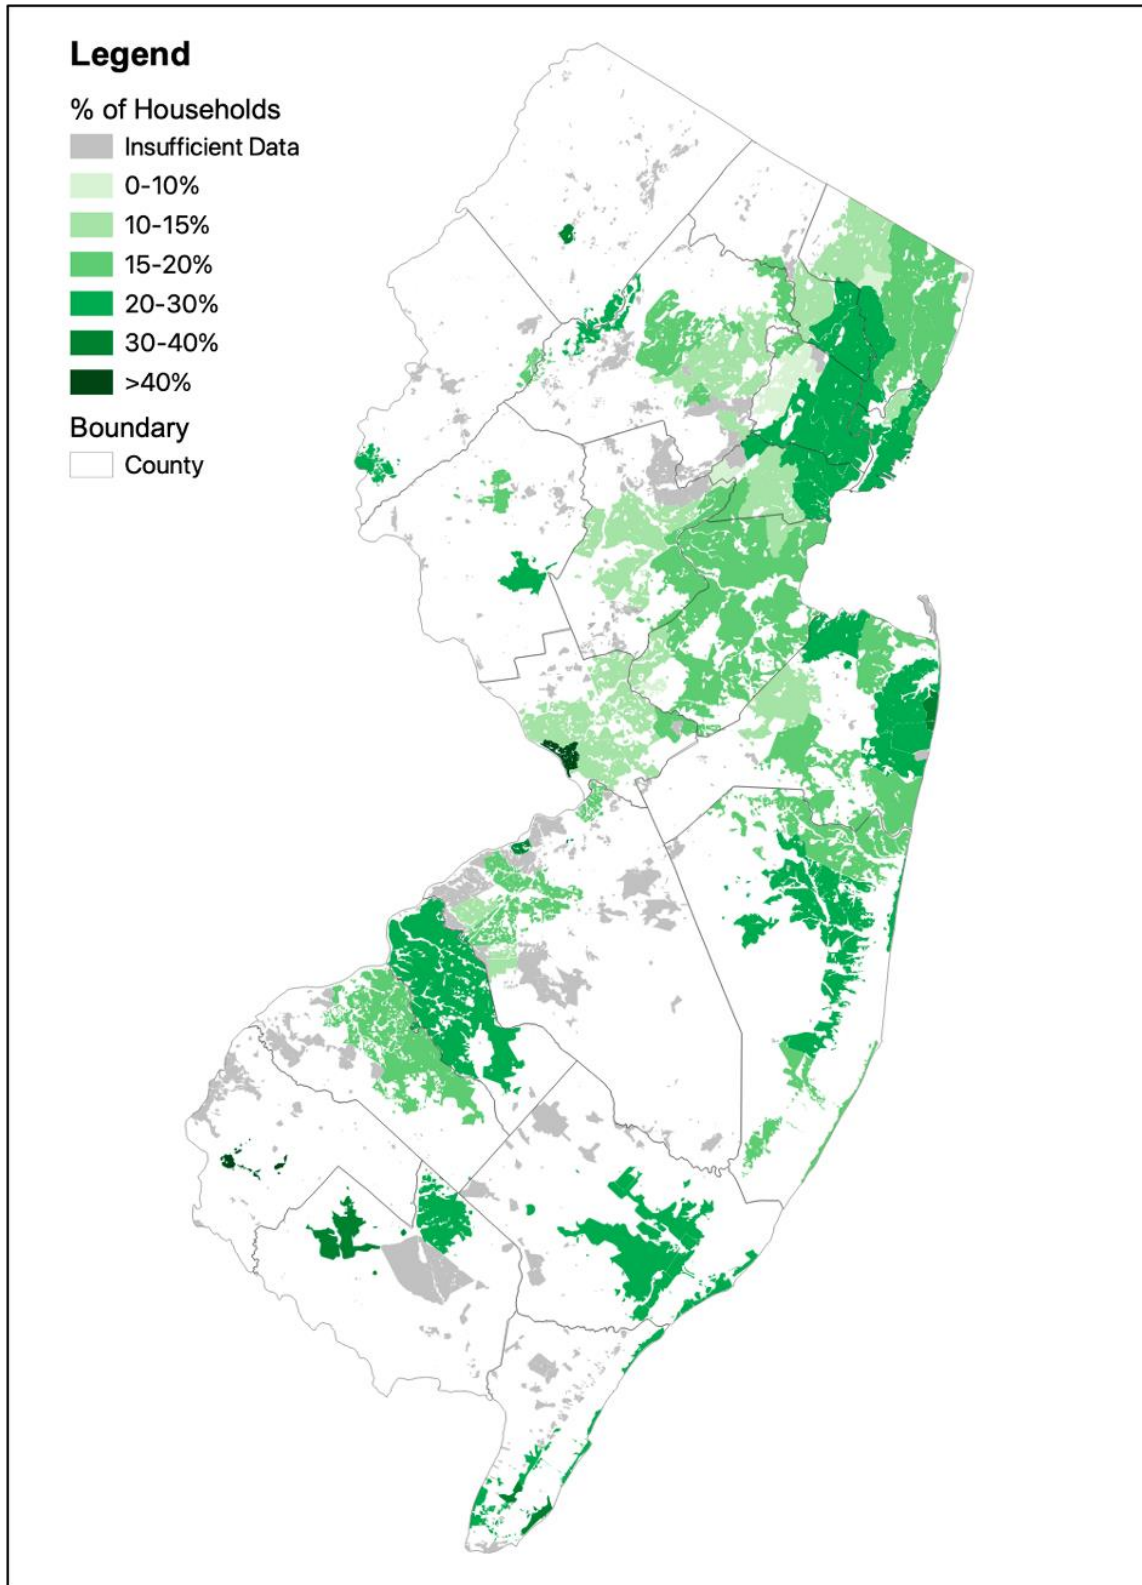 Legend
% of Households
Insufficient Data
0-10%
10-15%
15-20%
20-30%
30-40%
>40%
Boundary
County